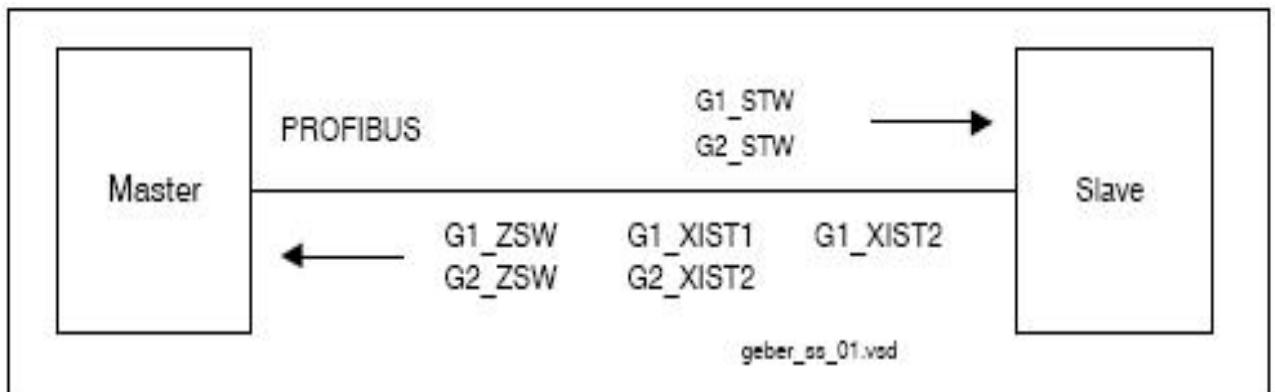 G1_STW
PROFIBUS
G2_STW
Master
Slave
G1_ZSW G1_XIST1 G1_XIST2
G2_ZSW G2_XIST2
geber_ss_01.vsd